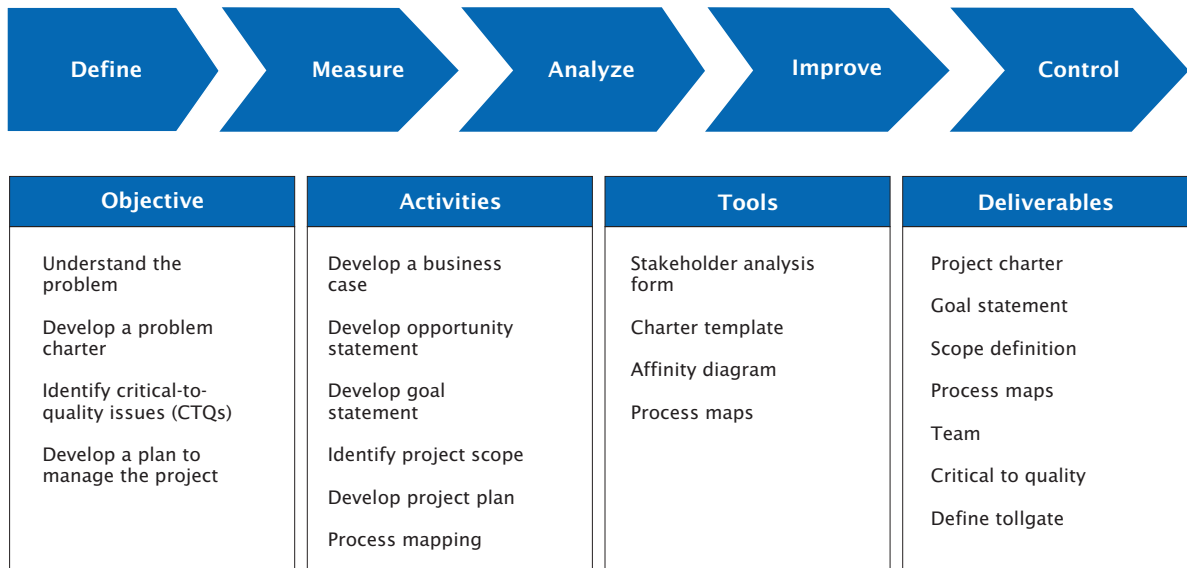 Define
Measure
Analyze
Improve
Control
Objective
Understand the
problem
Develop a problem
charter
Identify critical-to-
quality issues (CTQs)
Develop a plan to
manage the project
Activities
Develop a business
case
Develop opportunity
statement
Develop goal
statement
Identify project scope
Develop project plan
Process mapping
Tools
Stakeholder analysis
form
Charter template
Affinity diagram
Process maps
Deliverables
Project charter
Goal statement
Scope definition
Process maps
Team
Critical to quality
Define tollgate